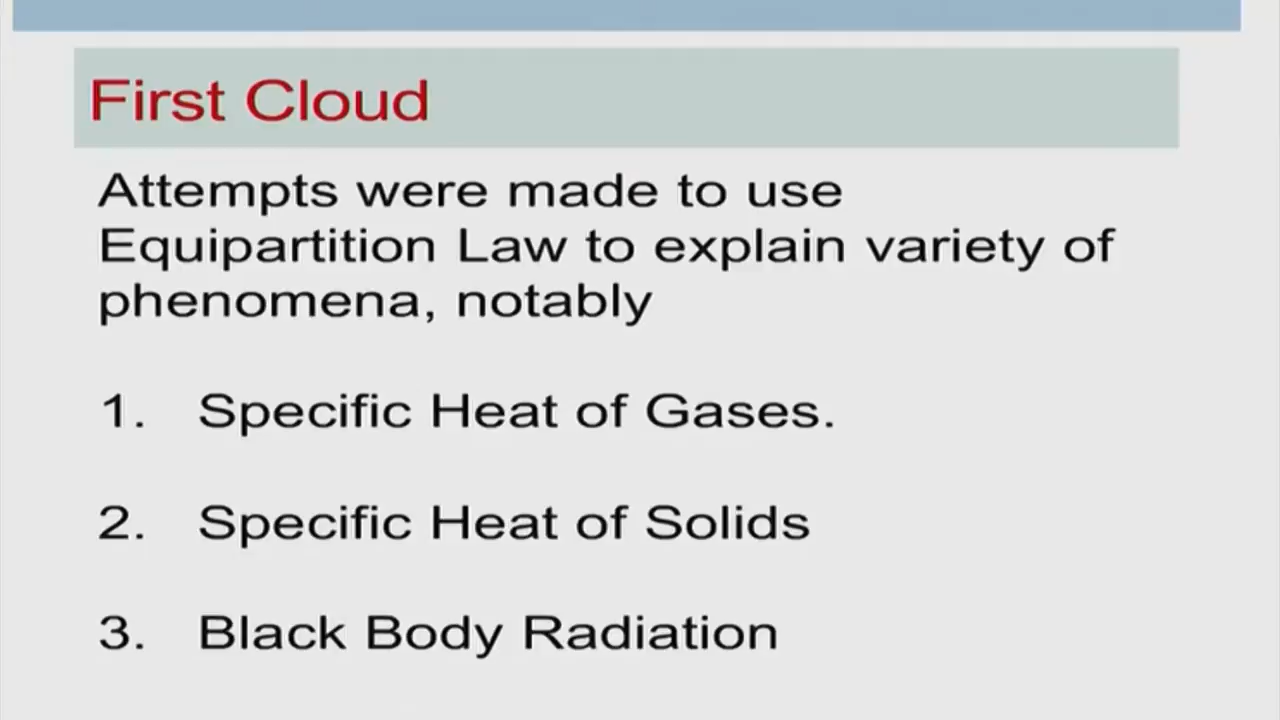 First Cloud
Attempts were made to use
Equipartition Law to explain variety of
phenomena, notably
1. Specific Heat of Gases.
2. Specific Heat of Solids
3. Black Body Radiation